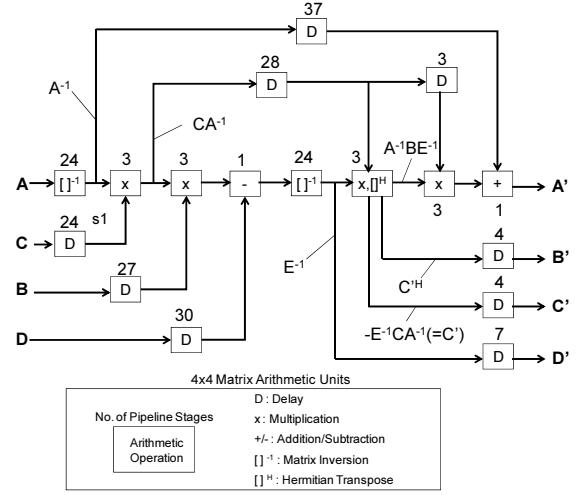 37
D
28
3
D
D
A⁻¹
CA⁻¹
A⁻¹BE⁻¹
24
3
3
1
24
3
A
[ ]⁻¹
x
x
-
[ ]⁻¹
x,[]ᴴ
x
+
A'
3
1
24
s1
C
D
27
B
D
E⁻¹
4
D
B'
C'ᴴ
30
D
D
4
D
C'
-E⁻¹CA⁻¹(=C')
7
D
D'
4x4 Matrix Arithmetic Units
No. of Pipeline Stages
Arithmetic
Operation
D : Delay
x : Multiplication
+/- : Addition/Subtraction
[ ] ⁻¹ : Matrix Inversion
[ ] ᴴ : Hermitian Transpose